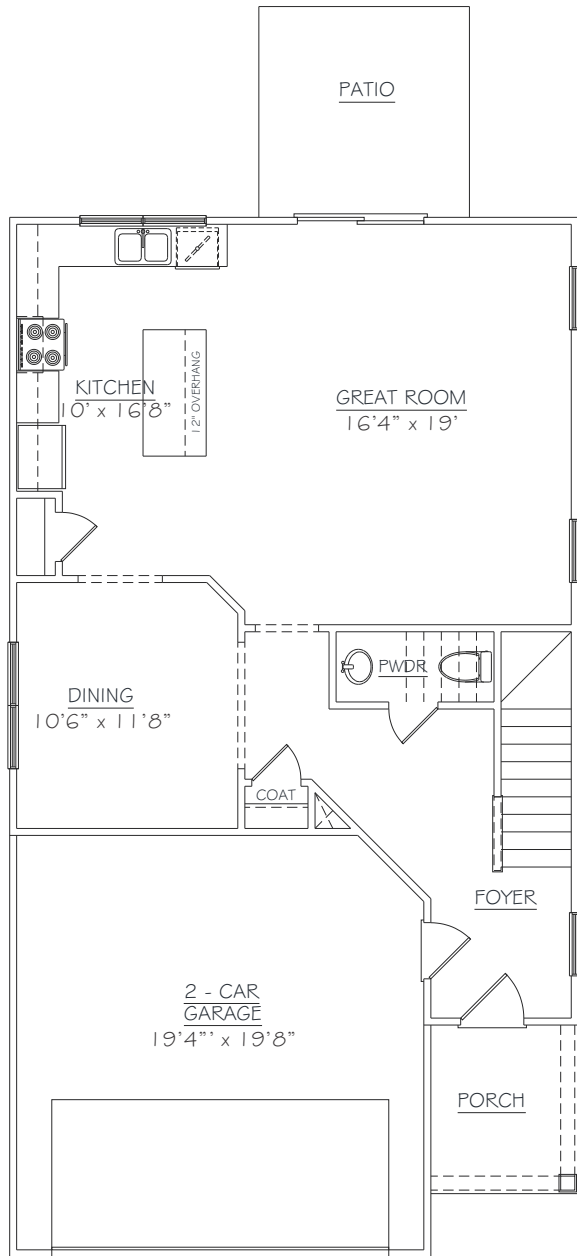 PATIO
KITCHEN
10' x 16'8"
12" OVERHANG
GREAT ROOM
16'4" x 19'
PWDR
DINING
10'6" x 11'8"
COAT
FOYER
2 - CAR
GARAGE
19'4"' x 19'8"
PORCH